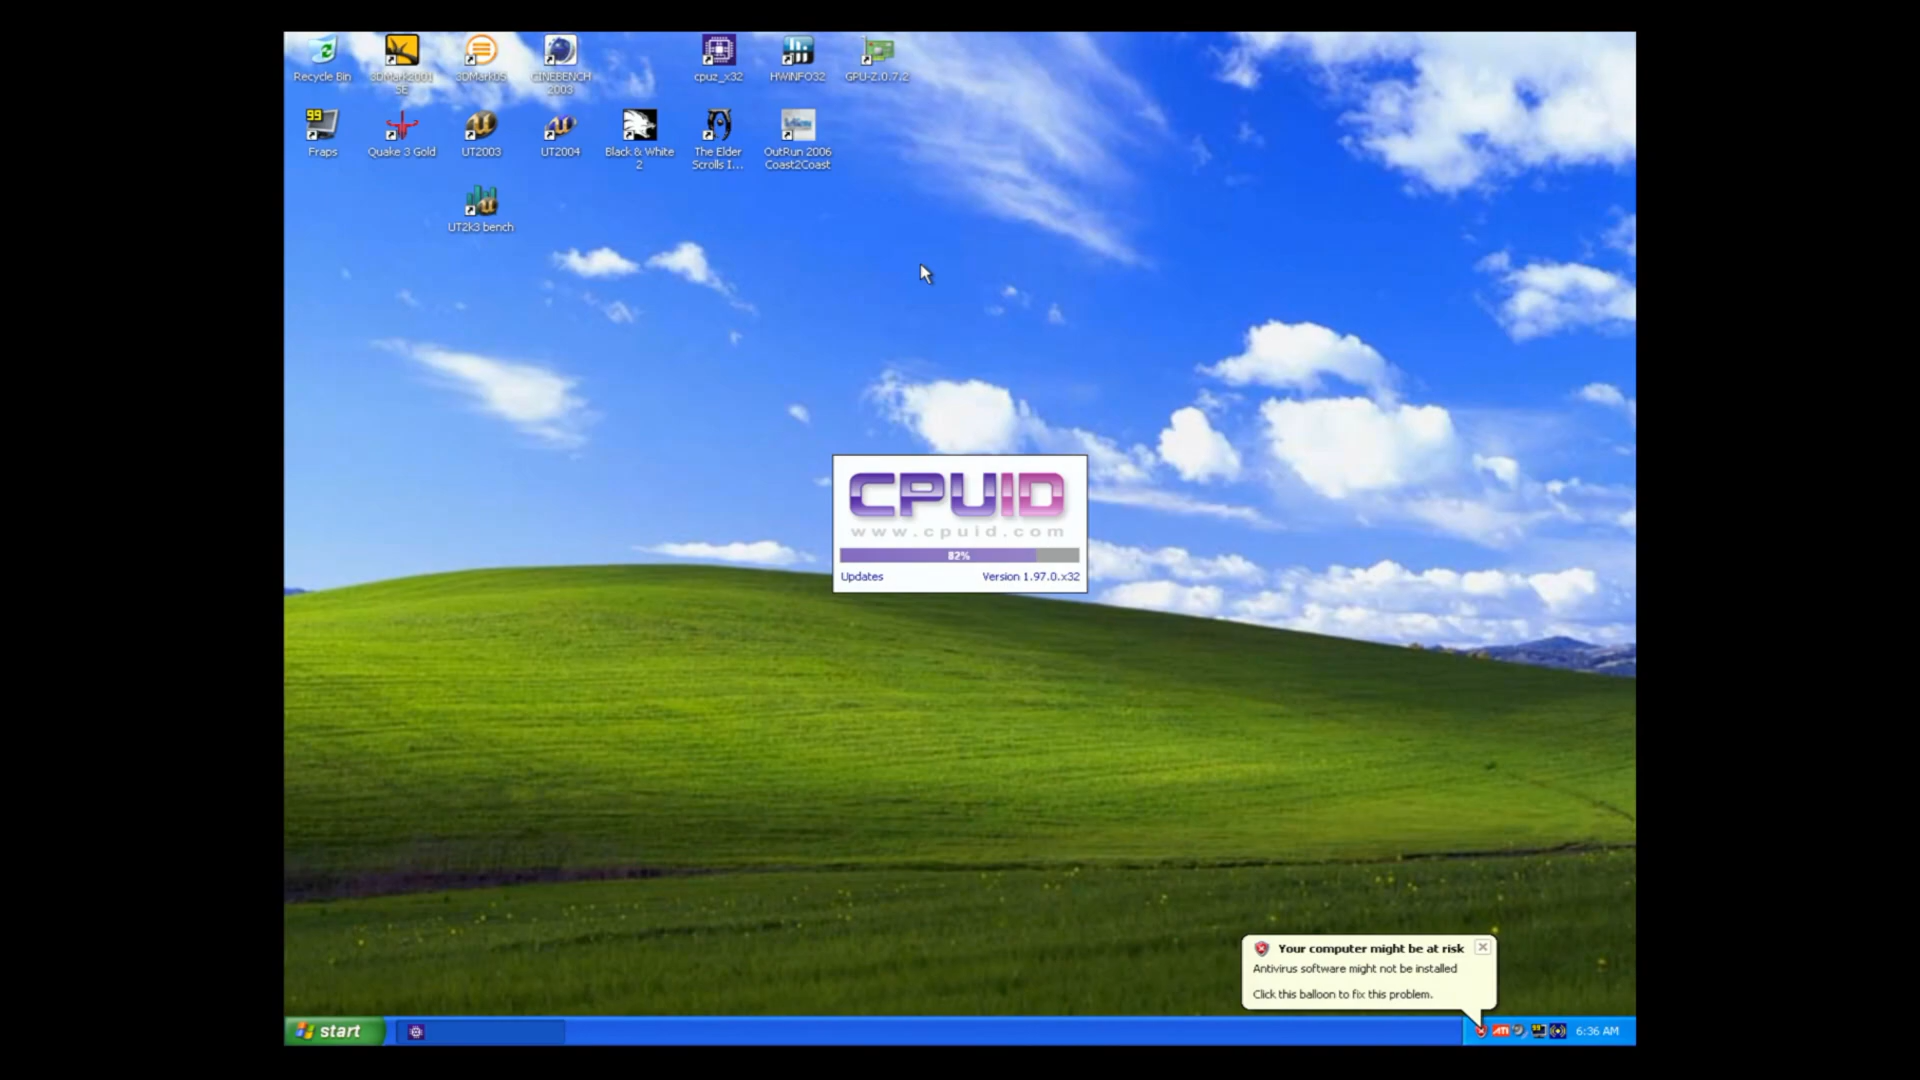 Recycle Bin
3DMark2001
SE
3DMark05
CINEBENCH
2003
cpuz_x32
HWiNFO32
GPU-Z.0.7.2
99
Fraps
Quake 3 Gold
UT2003
UT2004
Black & White
2
The Elder
Scrolls I...
OutRun 2006
Coast2Coast
UT2k3 bench
CPUID
www.cpuid.com
82%
Updates
Version 1.97.0.x32
Your computer might be at risk
Antivirus software might not be installed
Click this balloon to fix this problem.
start
ATI
6:36 AM